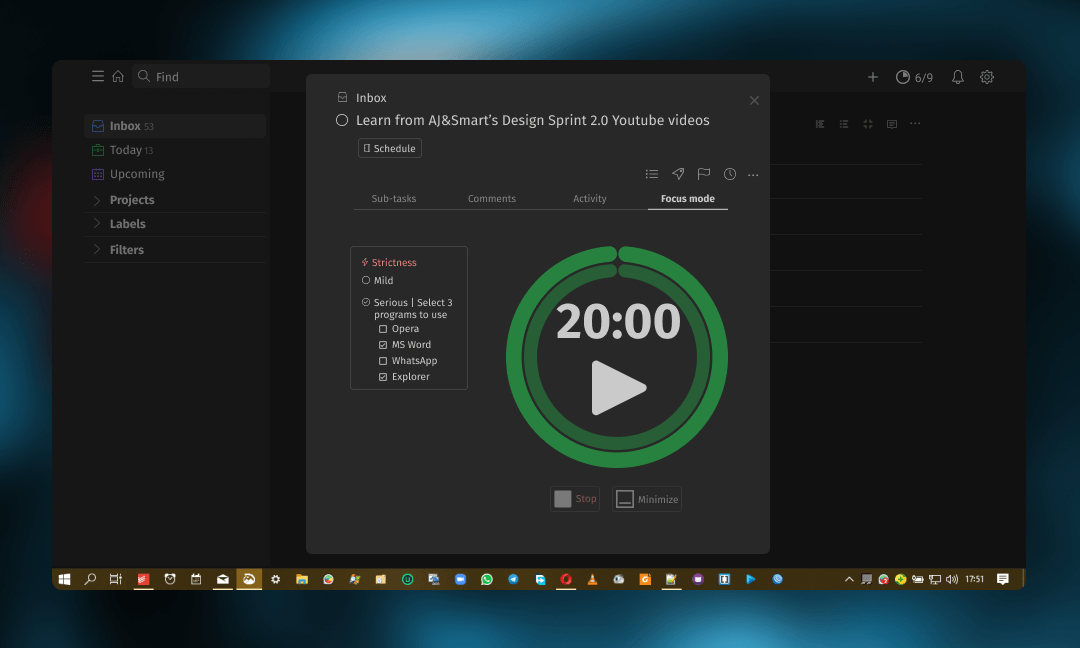 Find
6/9
Inbox 53
Today 13
Upcoming
Projects
Labels
Filters
Inbox
Learn from AJ&Smart’s Design Sprint 2.0 Youtube videos
Schedule
Sub-tasks
Comments
Activity
Focus mode
Strictness
Mild
Serious | Select 3
programs to use
Opera
MS Word
WhatsApp
Explorer
20:00
Stop
Minimize
17:51